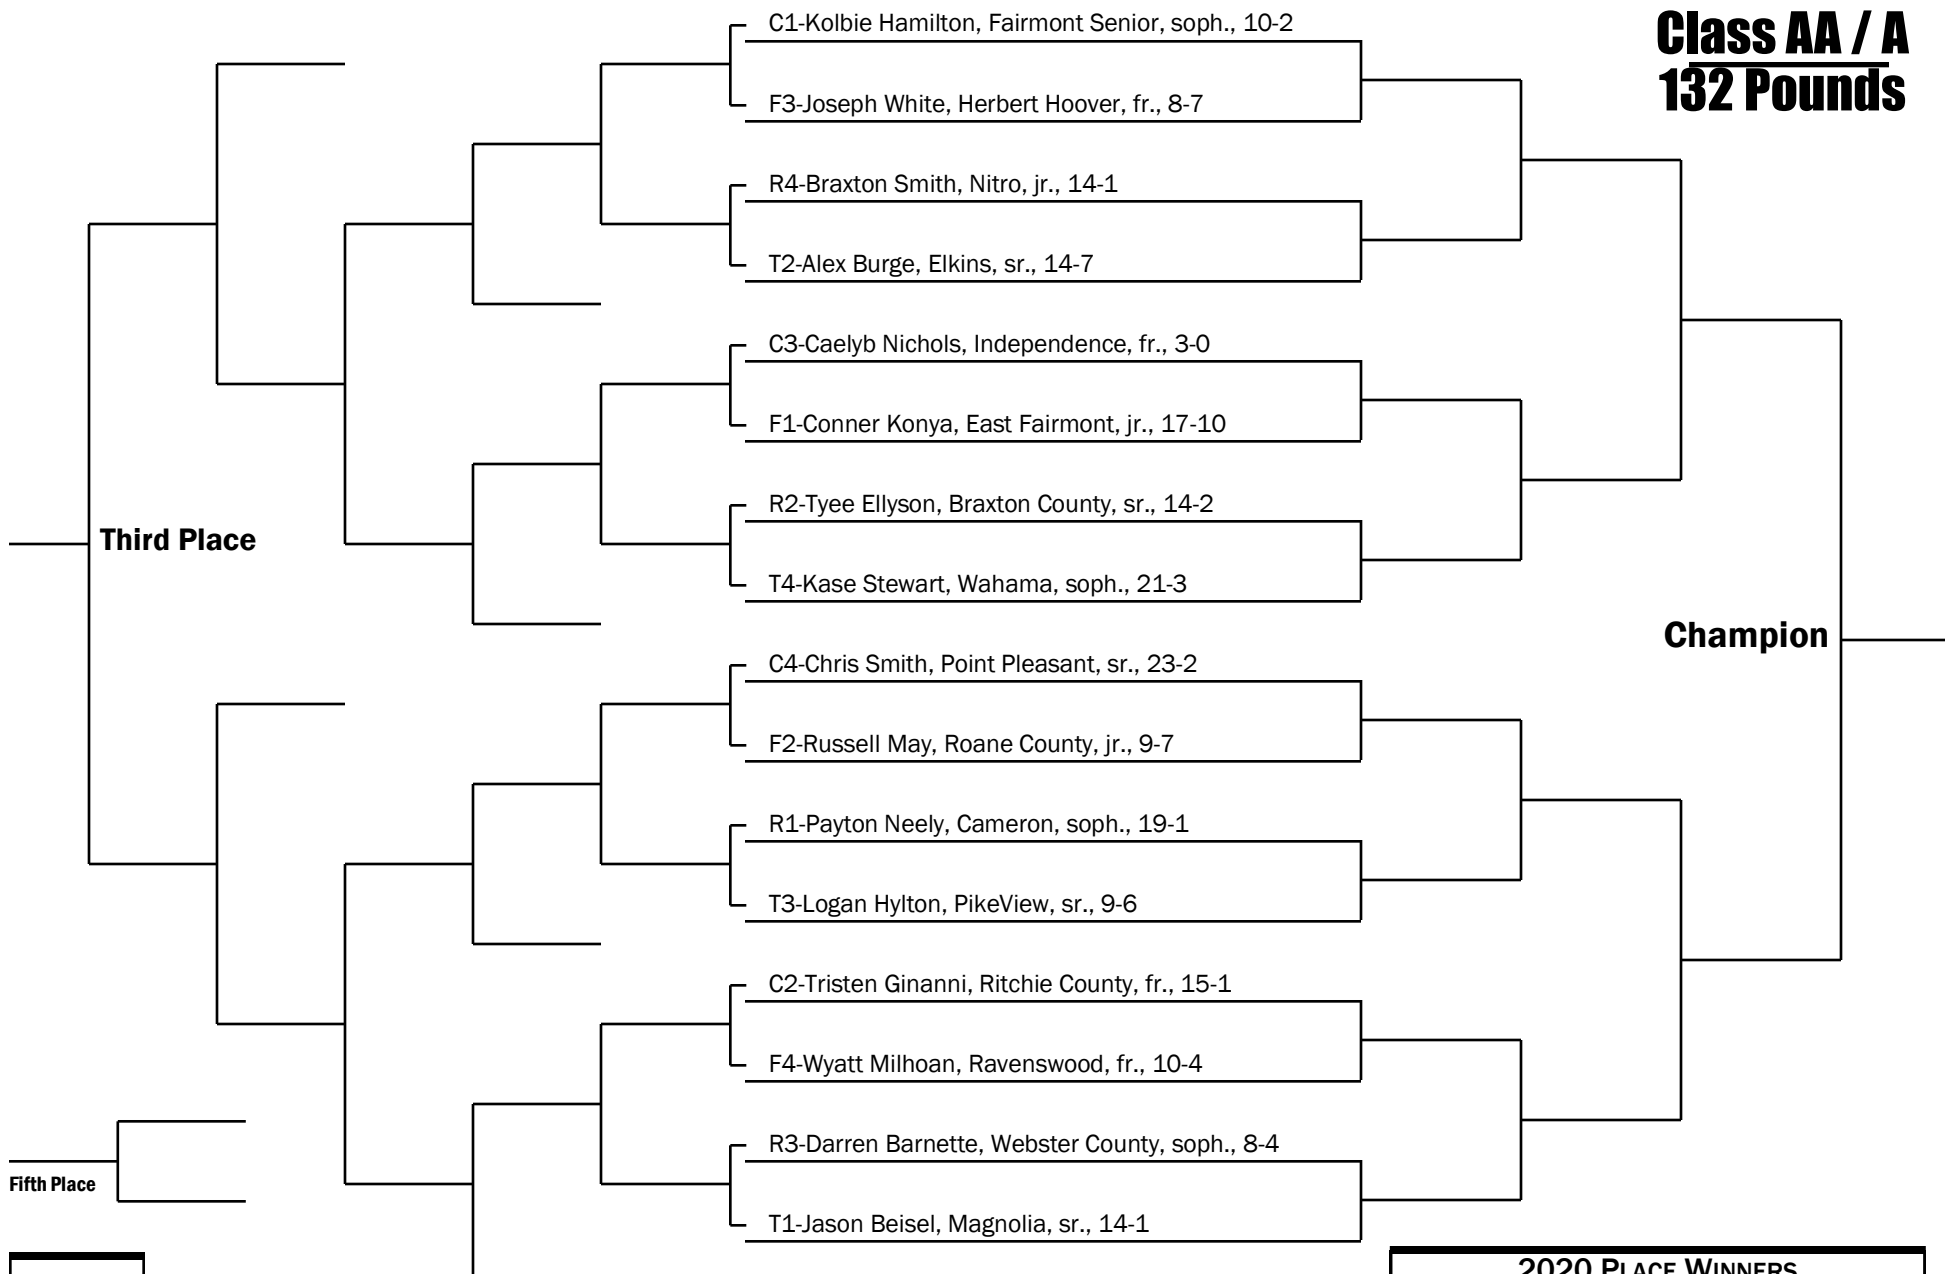 Class AA / A
132 Pounds
C1-Kolbie Hamilton, Fairmont Senior, soph., 10-2
F3-Joseph White, Herbert Hoover, fr., 8-7
R4-Braxton Smith, Nitro, jr., 14-1
T2-Alex Burge, Elkins, sr., 14-7
C3-Caelyb Nichols, Independence, fr., 3-0
F1-Conner Konya, East Fairmont, jr., 17-10
R2-Tyee Ellyson, Braxton County, sr., 14-2
Third Place
T4-Kase Stewart, Wahama, soph., 21-3
Champion
C4-Chris Smith, Point Pleasant, sr., 23-2
F2-Russell May, Roane County, jr., 9-7
R1-Payton Neely, Cameron, soph., 19-1
T3-Logan Hylton, PikeView, sr., 9-6
C2-Tristen Ginanni, Ritchie County, fr., 15-1
F4-Wyatt Milhoan, Ravenswood, fr., 10-4
R3-Darren Barnette, Webster County, soph., 8-4
Fifth Place
T1-Jason Beisel, Magnolia, sr., 14-1
2020 PLACE WINNERS